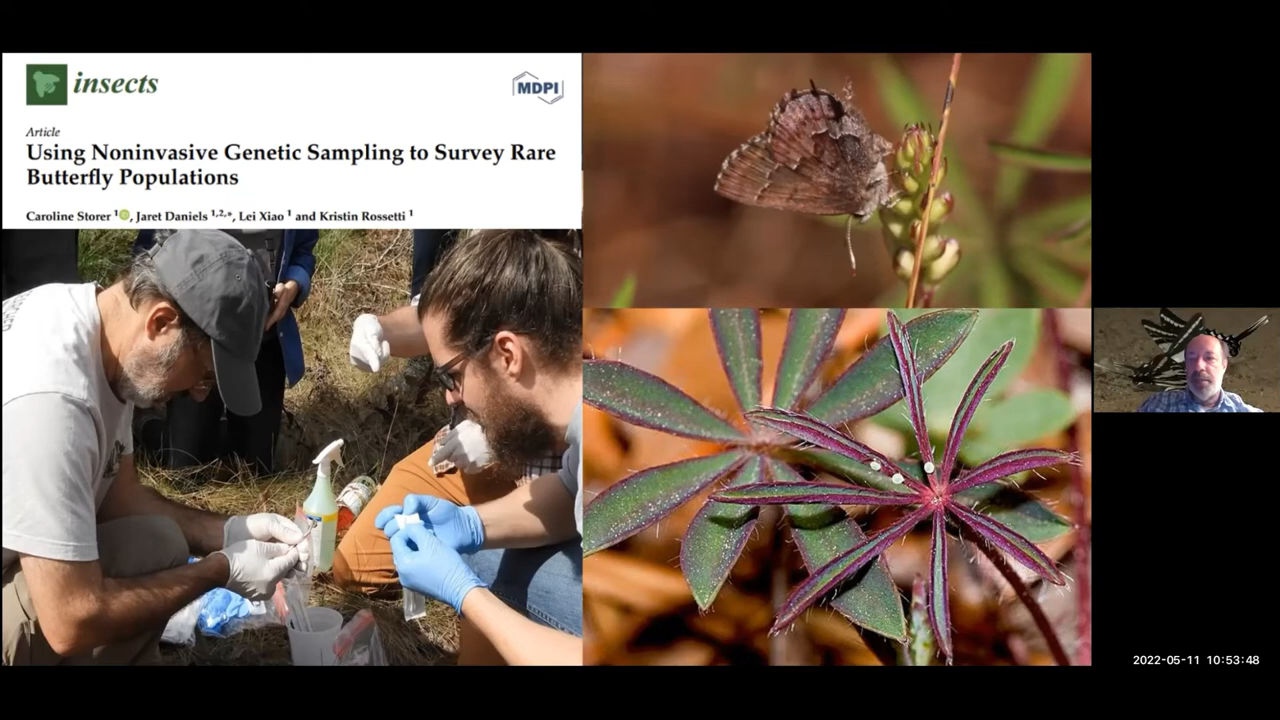 insects
MDPI
Article
Using Noninvasive Genetic Sampling to Survey Rare
Butterfly Populations
Caroline Storer 1, Jaret Daniels 1,2,*, Lei Xiao 1 and Kristin Rossetti 1
2022-05-11 10:53:48